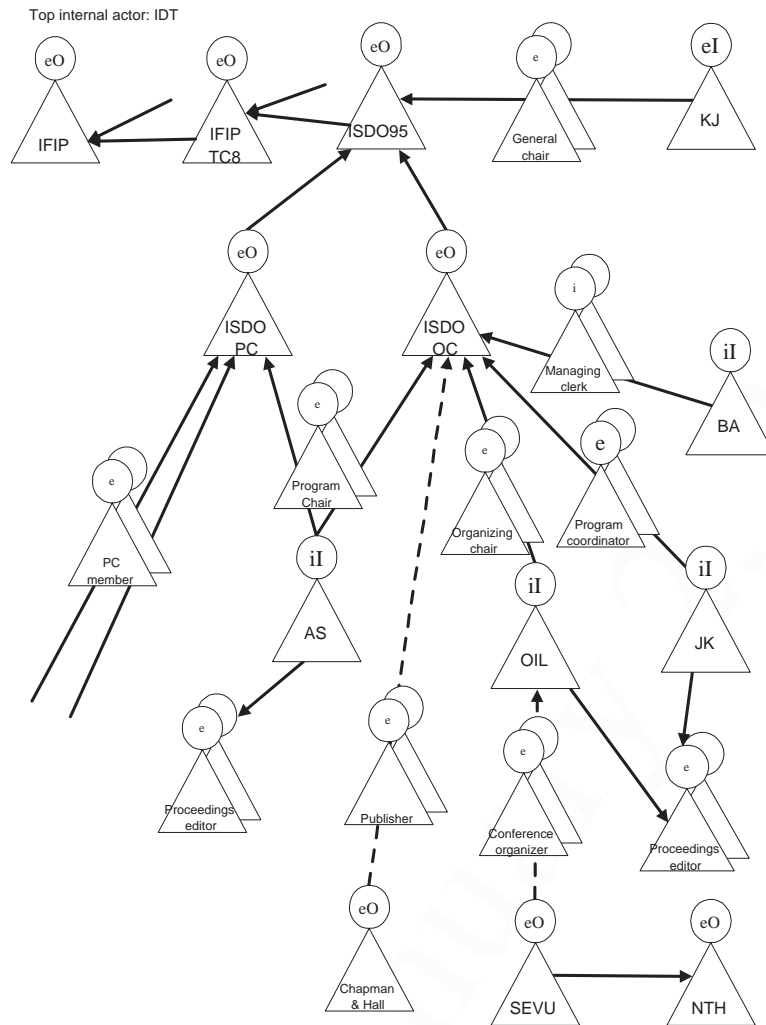 Top internal actor: IDT
eO
eO
eO
e
eI
IFIP
IFIP
TC8
ISDO95
General
chair
KJ
eO
eO
i
ISDO
PC
ISDO
OC
Managing
clerk
iI
BA
e
Program
Chair
e
PC
member
e
Organizing
chair
e
Program
coordinator
iI
AS
iI
OIL
iI
JK
e
Proceedings
editor
e
Publisher
e
Conference
organizer
e
Proceedings
editor
eO
Chapman
& Hall
eO
SEVU
eO
NTH